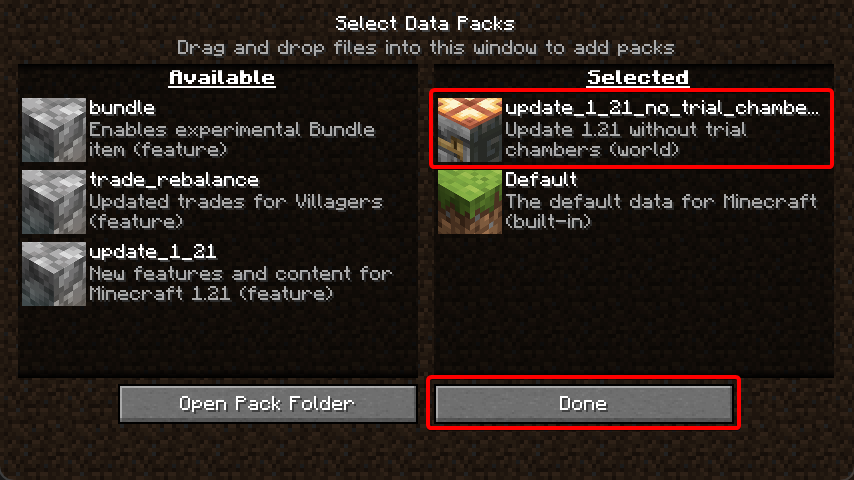 Select Data Packs
Drag and drop files into this window to add packs
Available
bundle
Enables experimental Bundle
item (feature)
trade_rebalance
Updated trades for Villagers
(feature)
update_1_21
New features and content for
Minecraft 1.21 (feature)
Open Pack Folder
Selected
update_1_21_no_trial_chambe...
Update 1.21 without trial
chambers (world)
Default
The default data for Minecraft
(built-in)
Done